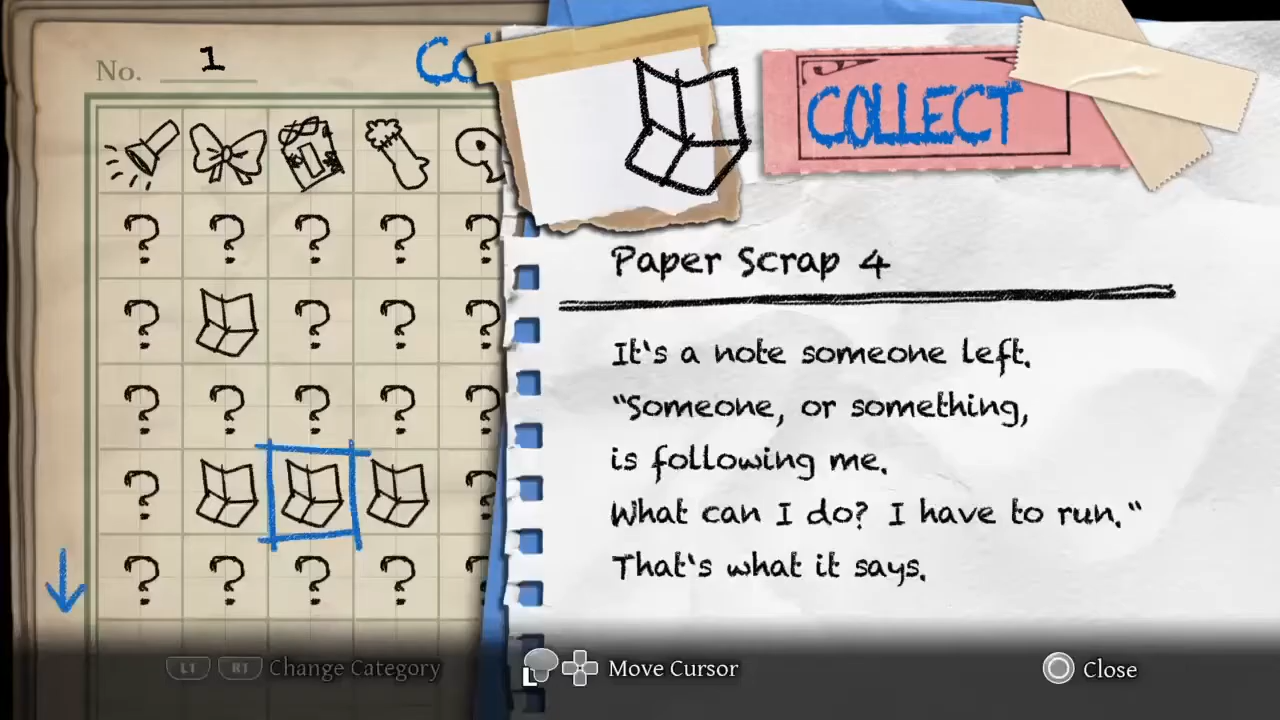 No. 1
COLLECT
Paper Scrap 4
It's a note someone left.
"Someone, or something,
is following me.
What can I do? I have to run."
That's what it says.
L1 R1 Change Category
L Move Cursor
Close